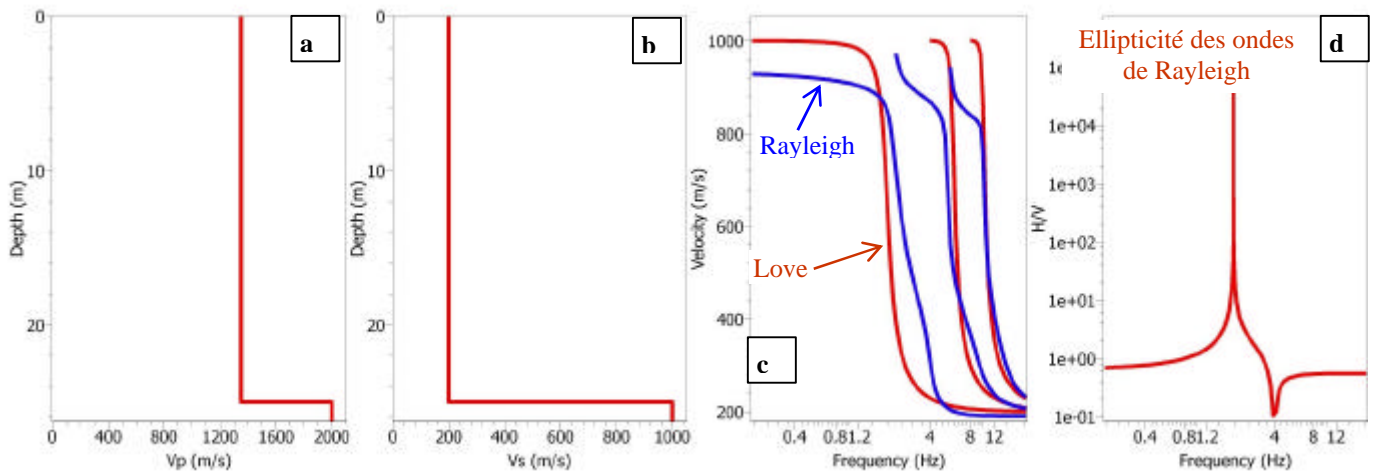 a
0
10
20
Depth (m)
0 400 800 1200 1600 2000
Vp (m/s)
b
0
10
20
Depth (m)
0 200 400 600 800 1000
Vs (m/s)
c
1000
800
600
400
200
Velocity (m/s)
Rayleigh
Love
0.4 0.81.2 4 8 12
Frequency (Hz)
d
Ellipticité des ondes
de Rayleigh
1e+04
1e+03
1e+02
1e+01
1e+00
1e-01
H/V
0.4 0.81.2 4 8 12
Frequency (Hz)